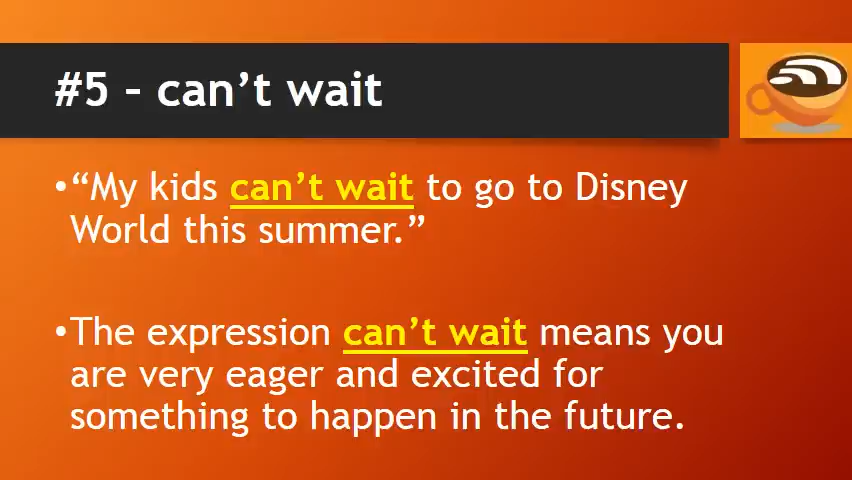 #5 – can’t wait
•“My kids can’t wait to go to Disney
World this summer.”
•The expression can’t wait means you
are very eager and excited for
something to happen in the future.